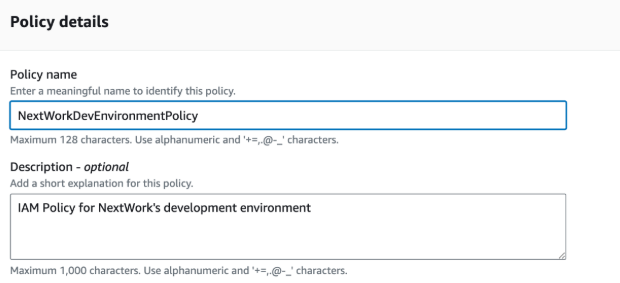 Policy details
Policy name
Enter a meaningful name to identify this policy.
NextWorkDevEnvironmentPolicy
Maximum 128 characters. Use alphanumeric and '+=,.@-_' characters.
Description - optional
Add a short explanation for this policy.
IAM Policy for NextWork's development environment
Maximum 1,000 characters. Use alphanumeric and '+=,.@-_' characters.